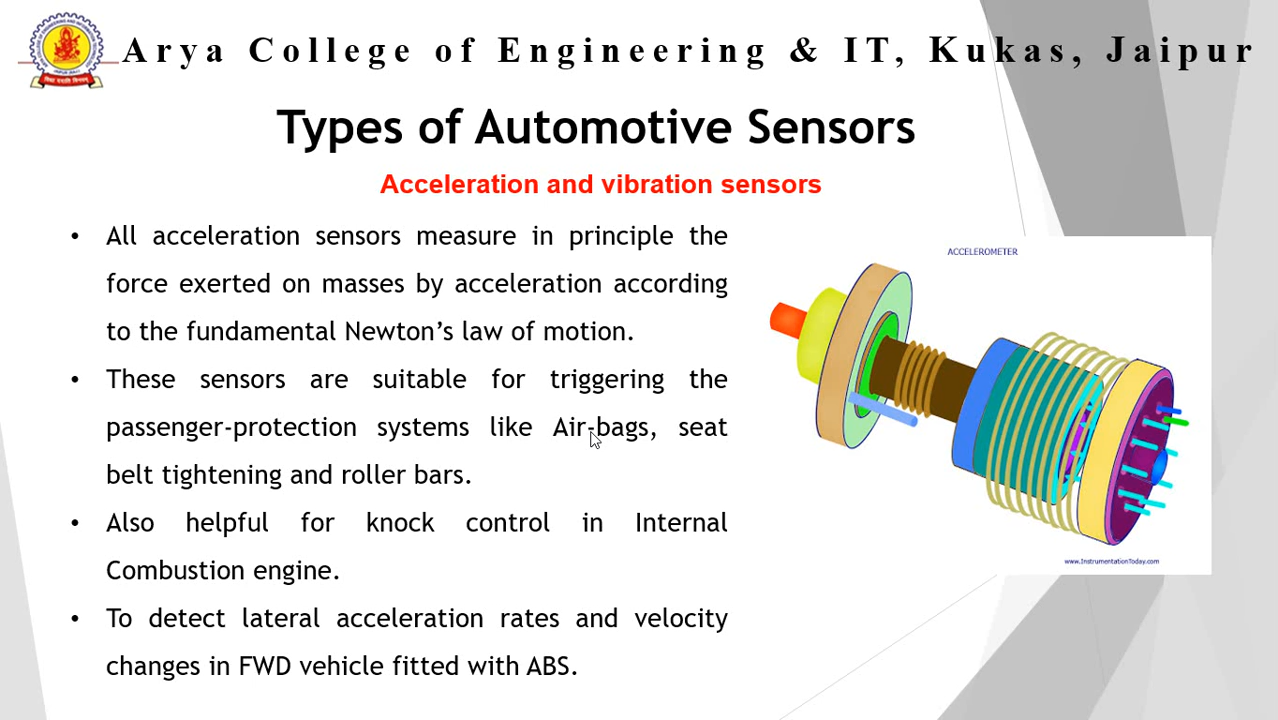 Arya College of Engineering & IT, Kukas, Jaipur
Types of Automotive Sensors
Acceleration and vibration sensors
• All acceleration sensors measure in principle the
force exerted on masses by acceleration according
to the fundamental Newton’s law of motion.
• These sensors are suitable for triggering the
passenger-protection systems like Air-bags, seat
belt tightening and roller bars.
• Also helpful for knock control in Internal
Combustion engine.
• To detect lateral acceleration rates and velocity
changes in FWD vehicle fitted with ABS.
ACCELEROMETER
www.InstrumentationToday.com